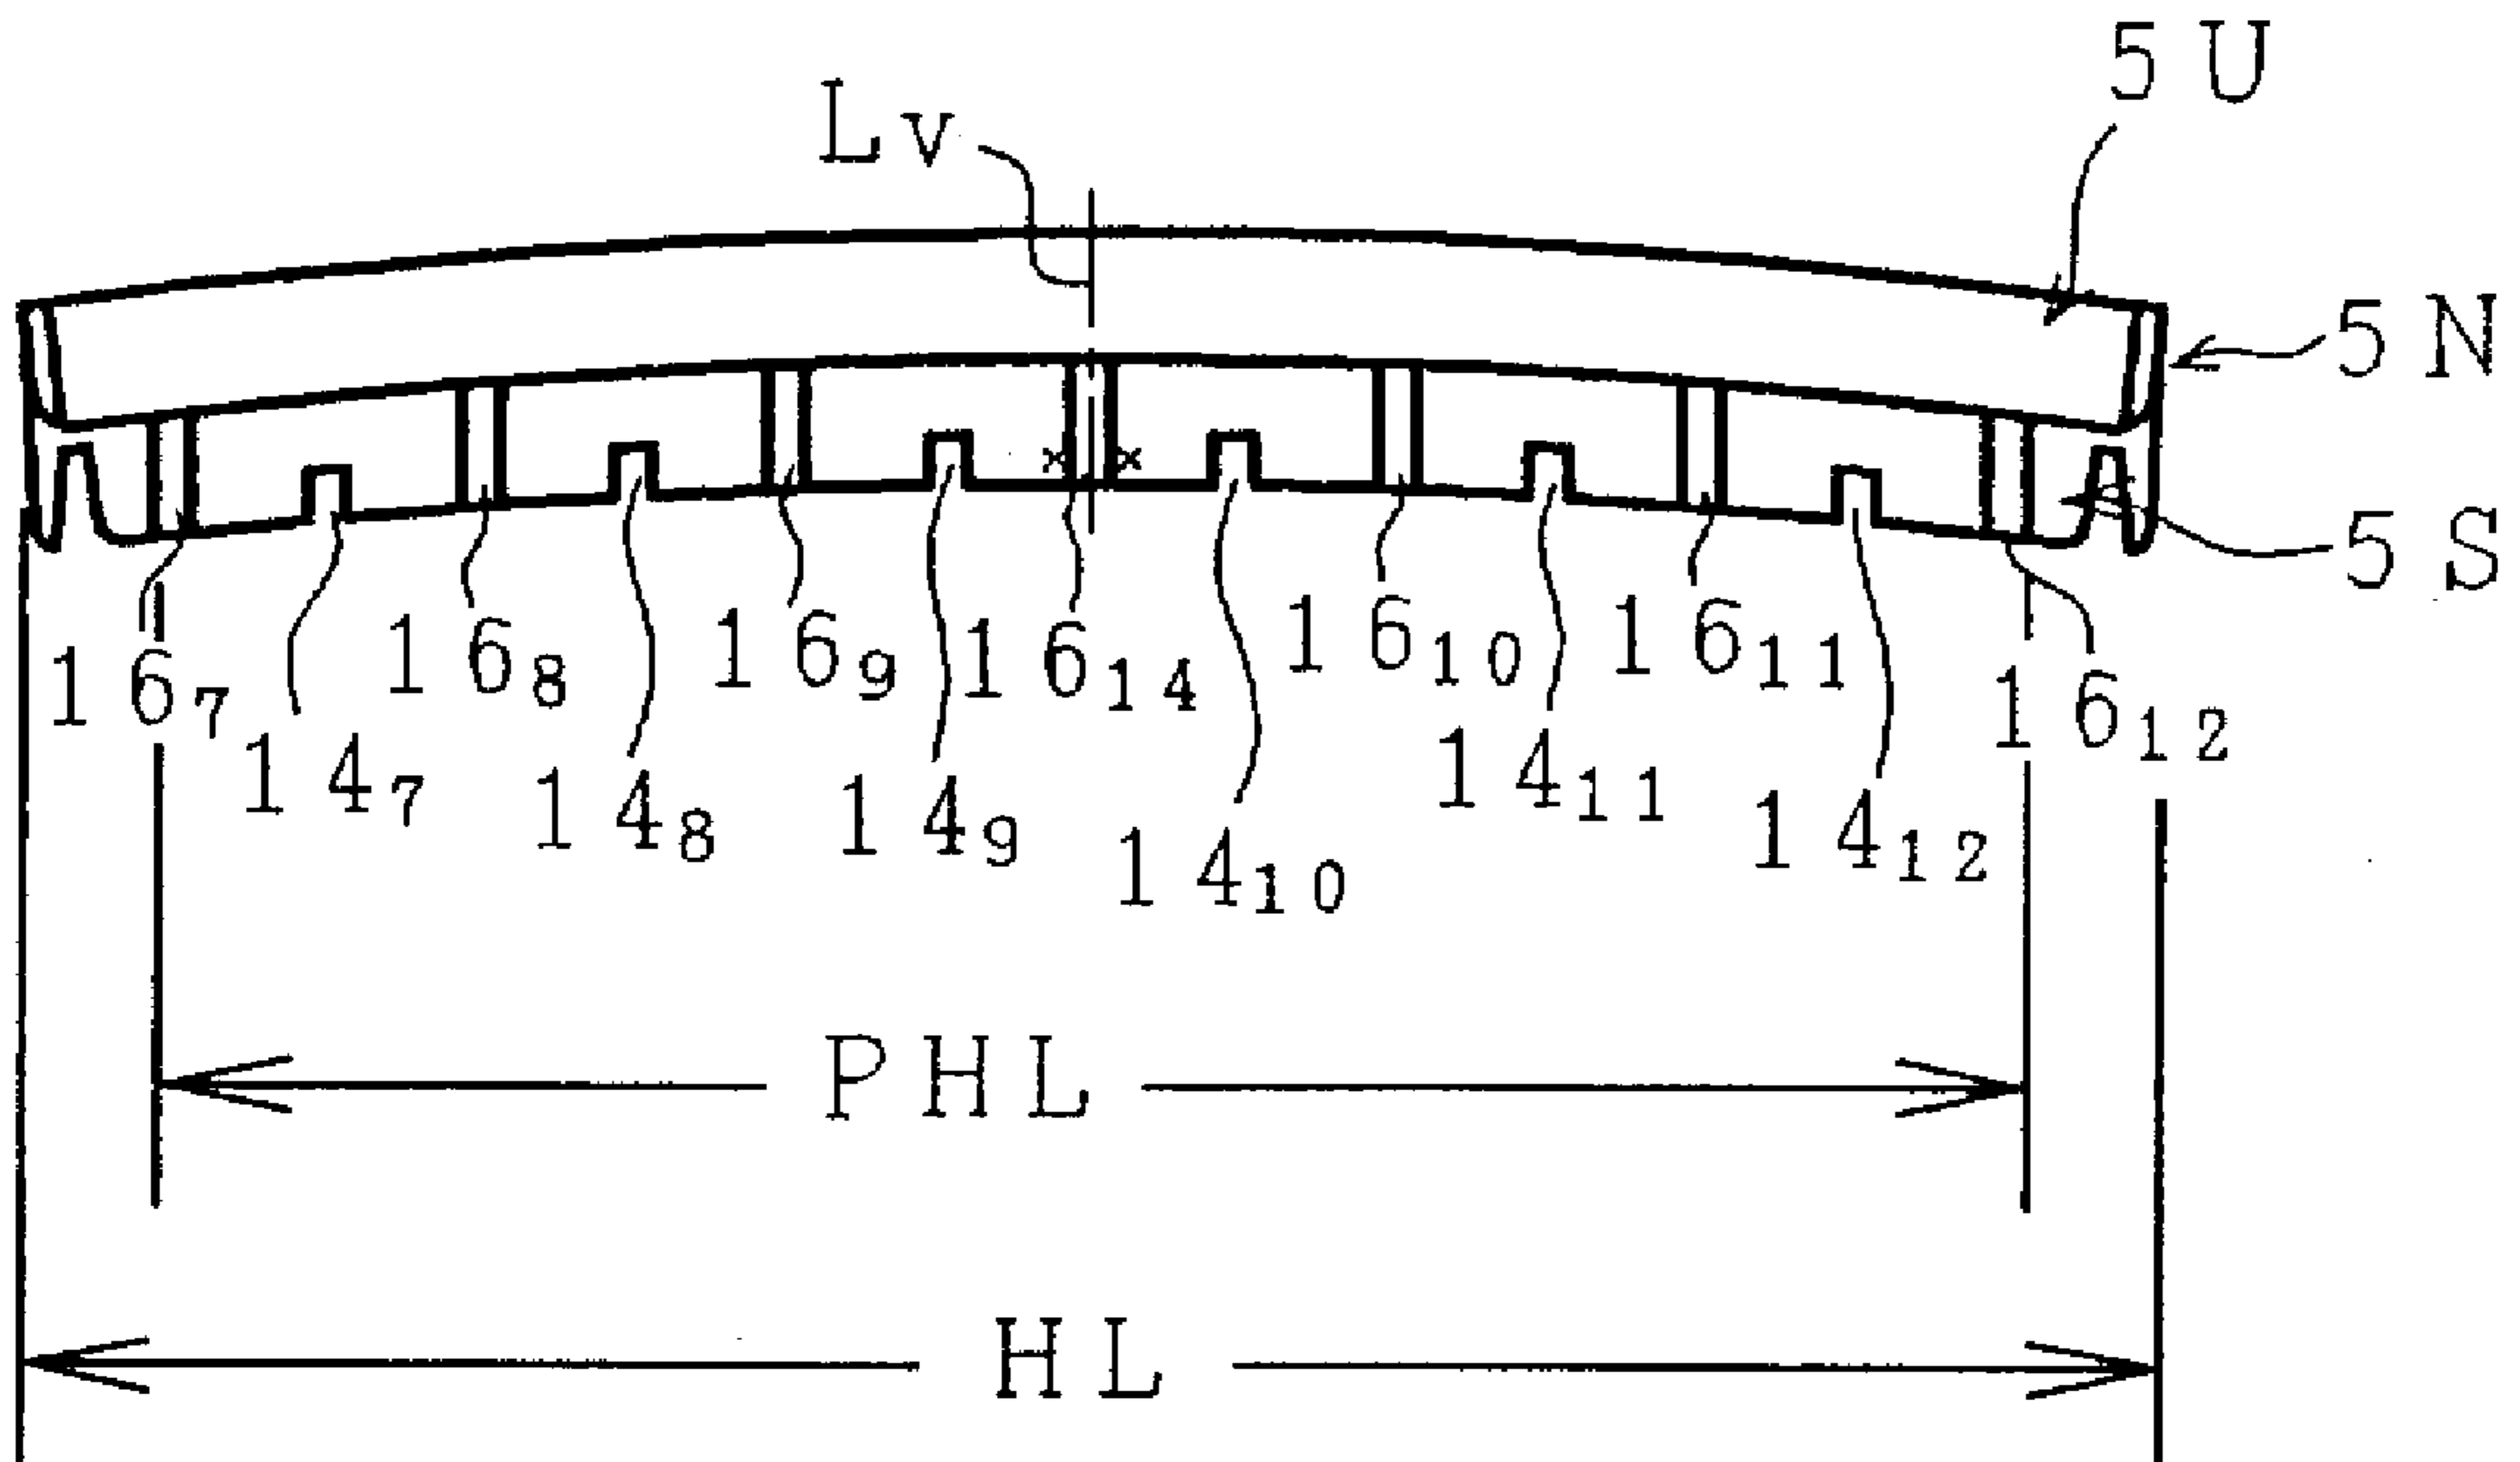 5U
Lv
5N
5S
16₇ 16₈ 16₉ 16₁₄ 16₁₀ 16₁₁ 16₁₂
14₇ 14₈ 14₉ 14₁₀ 14₁₁ 14₁₂
PHL
HL